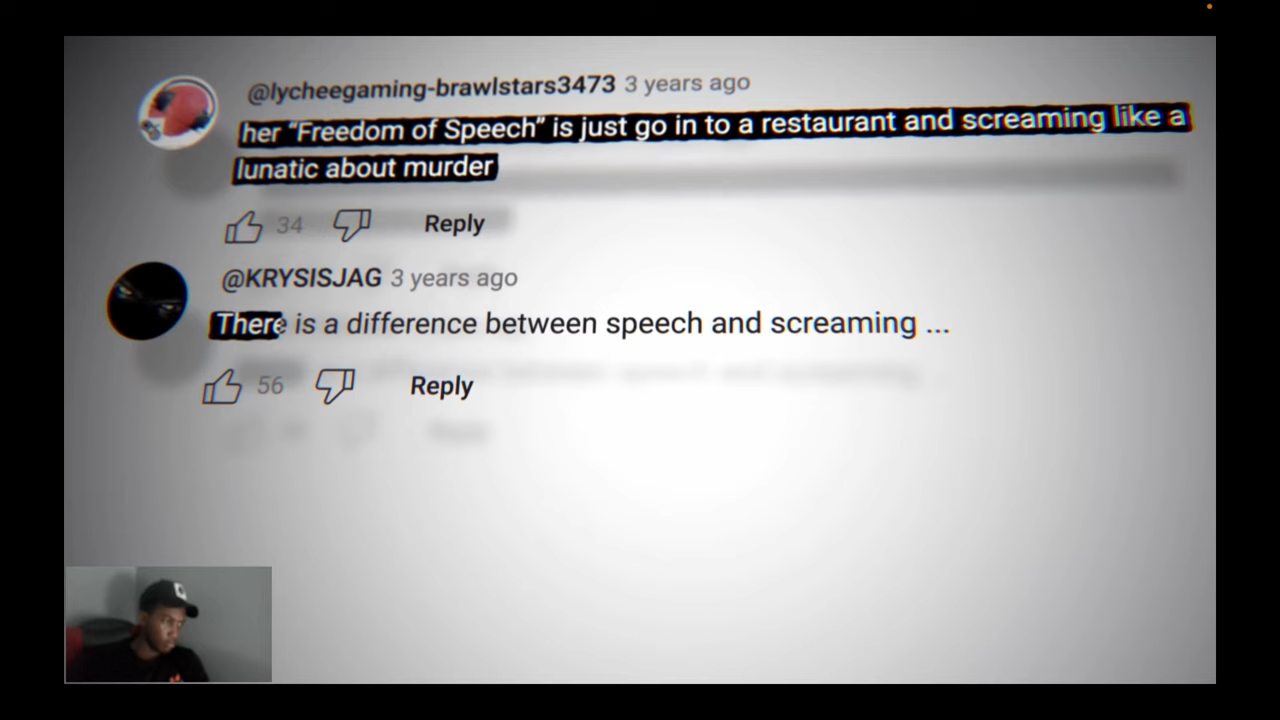 @lycheegaming-brawlstars3473 3 years ago
her “Freedom of Speech” is just go in to a restaurant and screaming like a
lunatic about murder
34 Reply
@KRYSISJAG 3 years ago
There is a difference between speech and screaming ...
56 Reply